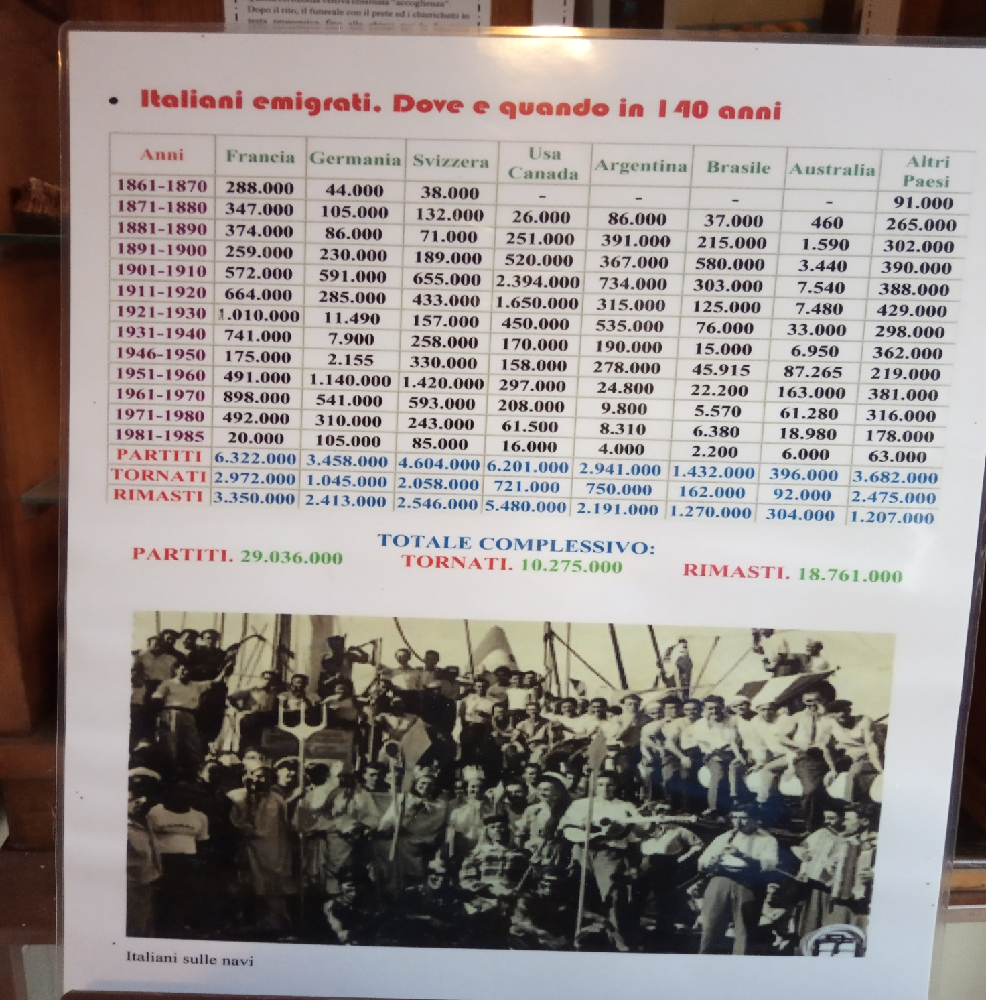 Dopo il rito, il funerale con il prete ed i chierichetti in
• Italiani emigrati. Dove e quando in 140 anni
Anni Francia Germania Svizzera Usa Canada Argentina Brasile Australia Altri Paesi
1861-1870 288.000 44.000 38.000 - - - - 91.000
1871-1880 347.000 105.000 132.000 26.000 86.000 37.000 460 265.000
1881-1890 374.000 86.000 71.000 251.000 391.000 215.000 1.590 302.000
1891-1900 259.000 230.000 189.000 520.000 367.000 580.000 3.440 390.000
1901-1910 572.000 591.000 655.000 2.394.000 734.000 303.000 7.540 388.000
1911-1920 664.000 285.000 433.000 1.650.000 315.000 125.000 7.480 429.000
1921-1930 1.010.000 11.490 157.000 450.000 535.000 76.000 33.000 298.000
1931-1940 741.000 7.900 258.000 170.000 190.000 15.000 6.950 362.000
1946-1950 175.000 2.155 330.000 158.000 278.000 45.915 87.265 219.000
1951-1960 491.000 1.140.000 1.420.000 297.000 24.800 22.200 163.000 381.000
1961-1970 898.000 541.000 593.000 208.000 9.800 5.570 61.280 316.000
1971-1980 492.000 310.000 243.000 61.500 8.310 6.380 18.980 178.000
1981-1985 20.000 105.000 85.000 16.000 4.000 2.200 6.000 63.000
PARTITI 6.322.000 3.458.000 4.604.000 6.201.000 2.941.000 1.432.000 396.000 3.682.000
TORNATI 2.972.000 1.045.000 2.058.000 721.000 750.000 162.000 92.000 2.475.000
RIMASTI 3.350.000 2.413.000 2.546.000 5.480.000 2.191.000 1.270.000 304.000 1.207.000
TOTALE COMPLESSIVO:
PARTITI. 29.036.000 TORNATI. 10.275.000 RIMASTI. 18.761.000
Italiani sulle navi